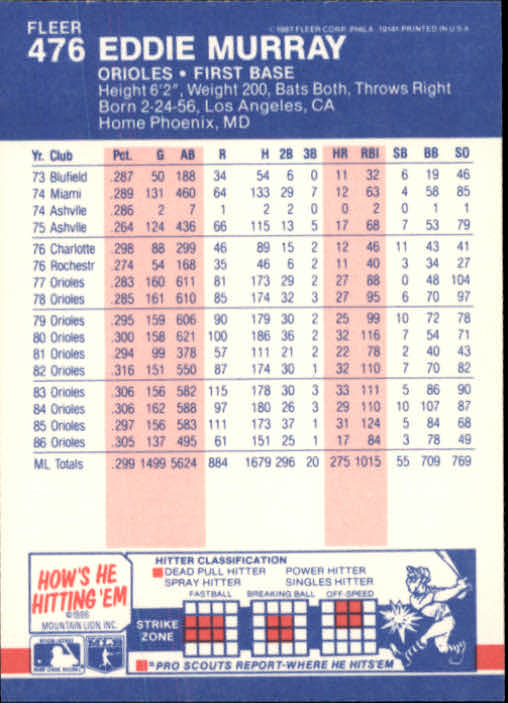 FLEER
©1987 FLEER CORP. PHILA. 19141 PRINTED IN U.S.A.
476 EDDIE MURRAY
ORIOLES • FIRST BASE
Height 6'2", Weight 200, Bats Both, Throws Right
Born 2-24-56, Los Angeles, CA
Home Phoenix, MD
Yr. Club Pct. G AB R H 2B 3B HR RBI SB BB SO
73 Blufield .287 50 188 34 54 6 0 11 32 6 19 46
74 Miami .289 131 460 64 133 29 7 12 63 4 58 85
74 Ashvlle .286 2 7 1 2 2 0 0 2 0 1 1
75 Ashvlle .264 124 436 66 115 13 5 17 68 7 53 79
76 Charlotte .298 88 299 46 89 15 2 12 46 11 43 41
76 Rochestr .274 54 168 35 46 6 2 11 40 3 34 27
77 Orioles .283 160 611 81 173 29 2 27 88 0 48 104
78 Orioles .285 161 610 85 174 32 3 27 95 6 70 97
79 Orioles .295 159 606 90 179 30 2 25 99 10 72 78
80 Orioles .300 158 621 100 186 36 2 32 116 7 54 71
81 Orioles .294 99 378 57 111 21 2 22 78 2 40 43
82 Orioles .316 151 550 87 174 30 1 32 110 7 70 82
83 Orioles .306 156 582 115 178 30 3 33 111 5 86 90
84 Orioles .306 162 588 97 180 26 3 29 110 10 107 87
85 Orioles .297 156 583 111 173 37 1 31 124 5 84 68
86 Orioles .305 137 495 61 151 25 1 17 84 3 78 49
ML Totals .299 1499 5624 884 1679 296 20 275 1015 55 709 769
HOW'S HE
HITTING 'EM
©1986
MOUNTAIN LION INC.
HITTER CLASSIFICATION
DEAD PULL HITTER POWER HITTER
SPRAY HITTER SINGLES HITTER
FASTBALL BREAKING BALL OFF-SPEED
STRIKE
ZONE
=PRO SCOUTS REPORT-WHERE HE HITS'EM